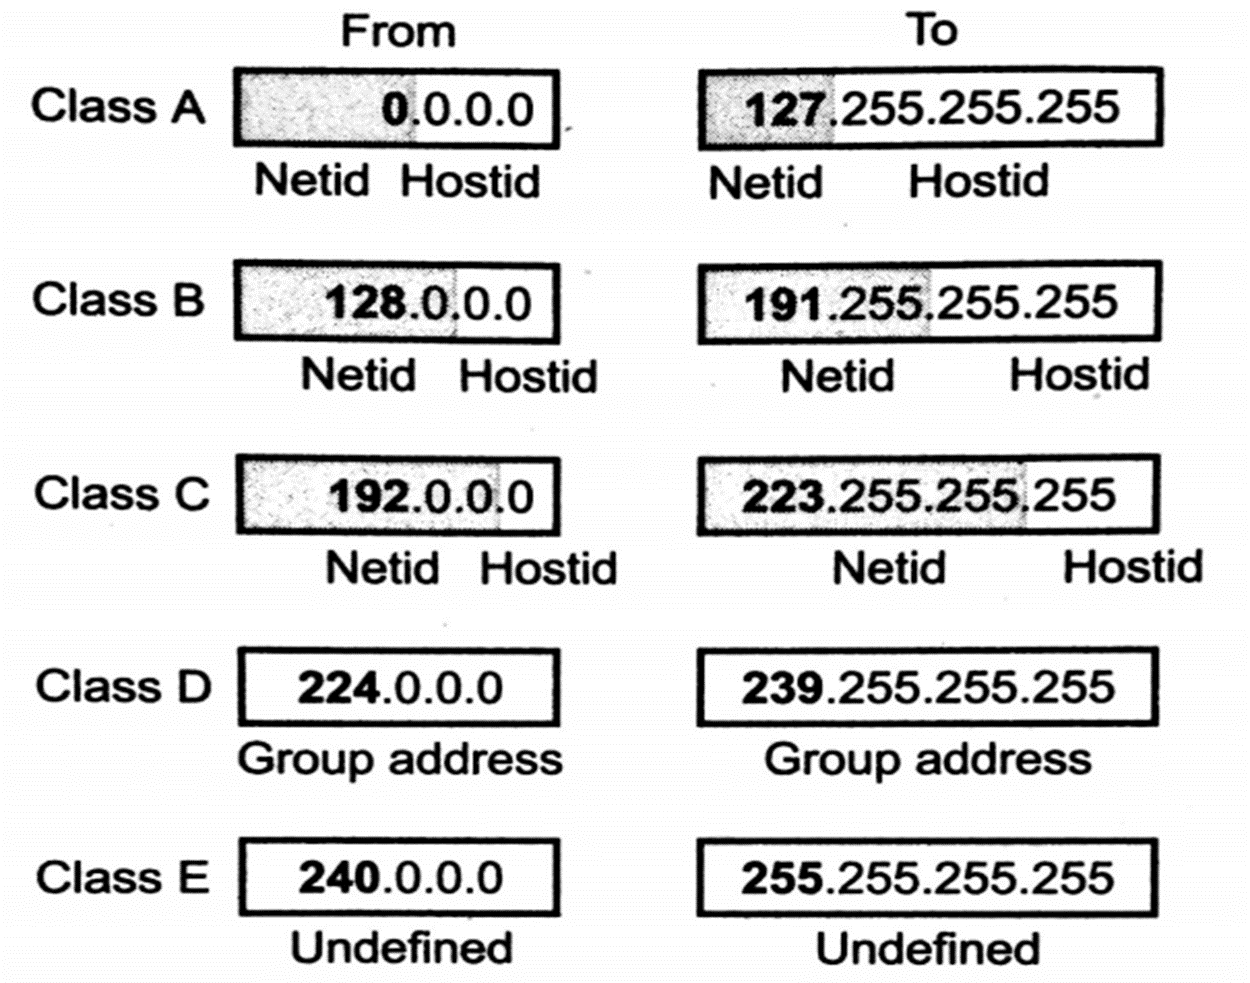 From To
Class A 0.0.0.0 127.255.255.255
Netid Hostid Netid Hostid
Class B 128.0.0.0 191.255.255.255
Netid Hostid Netid Hostid
Class C 192.0.0.0 223.255.255.255
Netid Hostid Netid Hostid
Class D 224.0.0.0 239.255.255.255
Group address Group address
Class E 240.0.0.0 255.255.255.255
Undefined Undefined